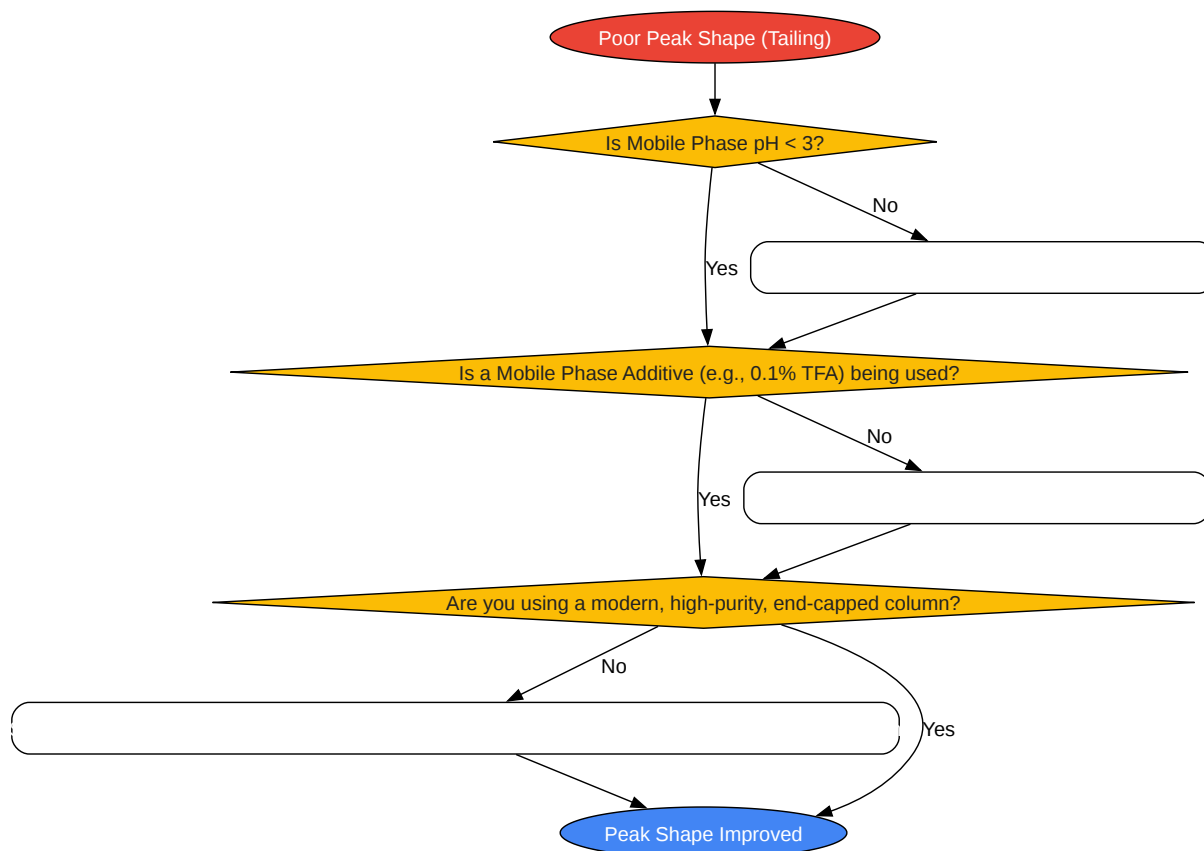 Poor Peak Shape (Tailing)
Is Mobile Phase pH < 3?
No
Yes
Is a Mobile Phase Additive (e.g., 0.1% TFA) being used?
No
Yes
Are you using a modern, high-purity, end-capped column?
No
Yes
Peak Shape Improved